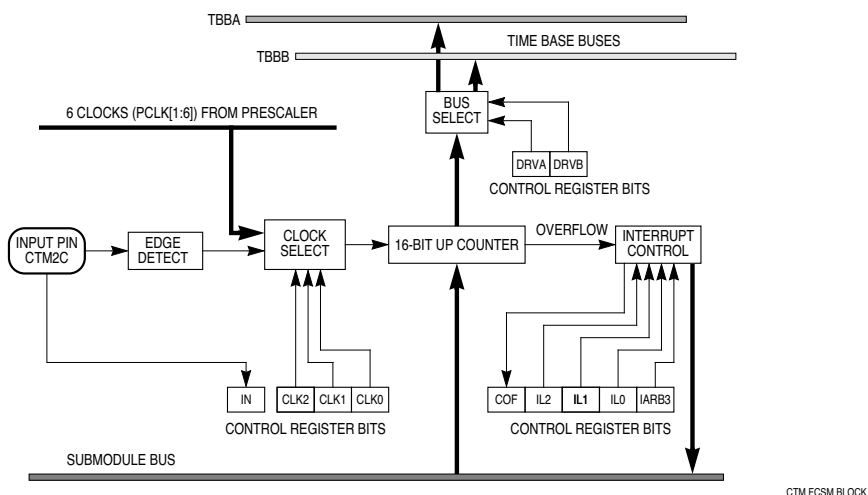 TBBA
TIME BASE BUSES
TBBB
6 CLOCKS (PCLK[1:6]) FROM PRESCALER
BUS
SELECT
DRVA DRVB
CONTROL REGISTER BITS
INPUT PIN
CTM2C
EDGE
DETECT
CLOCK
SELECT
16-BIT UP COUNTER
OVERFLOW
INTERRUPT
CONTROL
IN
CLK2 CLK1 CLK0
CONTROL REGISTER BITS
COF IL2 IL1 IL0 IARB3
CONTROL REGISTER BITS
SUBMODULE BUS
CTM FCSM BLOCK